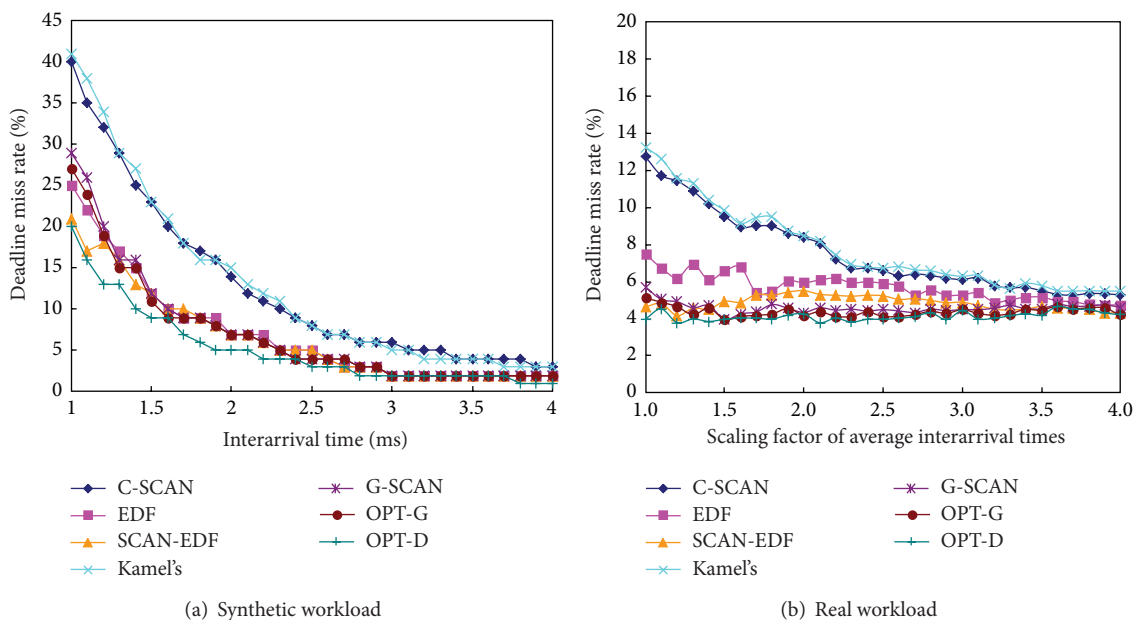 45
40
35
30
25
20
15
10
5
0
Deadline miss rate (%)
1 1.5 2 2.5 3 3.5 4
Interarrival time (ms)
C-SCAN
EDF
SCAN-EDF
Kamel's
G-SCAN
OPT-G
OPT-D
(a) Synthetic workload
20
18
16
14
12
10
8
6
4
2
0
Deadline miss rate (%)
1.0 1.5 2.0 2.5 3.0 3.5 4.0
Scaling factor of average interarrival times
C-SCAN
EDF
SCAN-EDF
Kamel's
G-SCAN
OPT-G
OPT-D
(b) Real workload